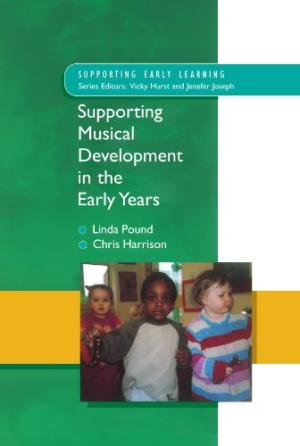 SUPPORTING EARLY LEARNING
Series Editors: Vicky Hurst and Jenefer Joseph
Supporting
Musical
Development
in the
Early Years
Linda Pound
Chris Harrison